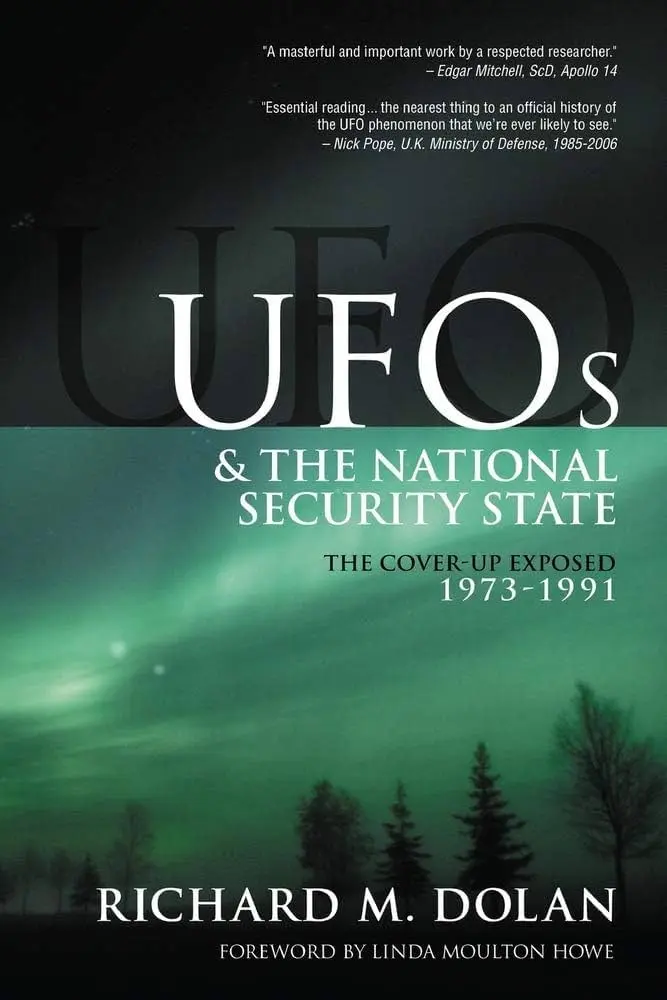 "A masterful and important work by a respected researcher."
– Edgar Mitchell, ScD, Apollo 14
"Essential reading... the nearest thing to an official history of
the UFO phenomenon that we're ever likely to see."
– Nick Pope, U.K. Ministry of Defense, 1985-2006
UFO
UFOs
& THE NATIONAL
SECURITY STATE
THE COVER-UP EXPOSED
1973-1991
RICHARD M. DOLAN
FOREWORD BY LINDA MOULTON HOWE